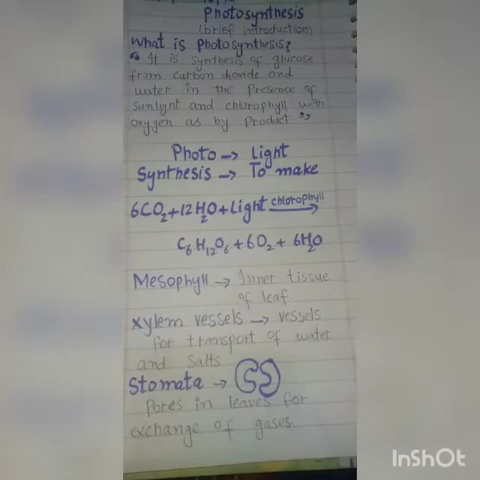 Photosynthesis
(brief introduction)
What is Photosynthesis?
"It is synthesis of glucose
from carbon dioxide and
water in the Presence of
sunlight and chlorophyll with
oxygen as by Product"
Photo → Light
Synthesis → To make
6CO₂+12H₂O+Light chlorophyll →
C₆H₁₂O₆+6O₂+6H₂O
Mesophyll → Inner tissue
of leaf
xylem vessels → vessels
for transport of water
and salts
Stomata →
Pores in leaves for
exchange of gases.
InShOt